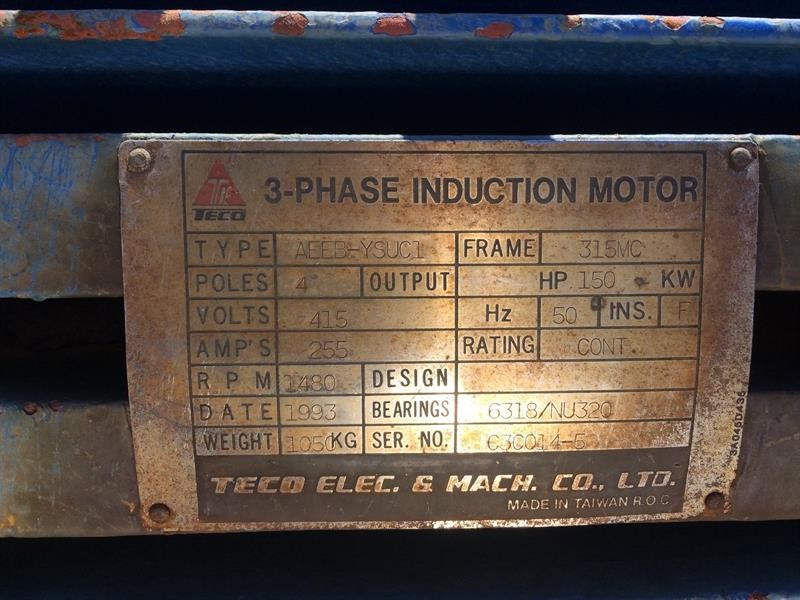 TECO
3-PHASE INDUCTION MOTOR
TYPE AEEB-YSUC1 FRAME 315MC
POLES 4 OUTPUT HP 150 KW
VOLTS 415 Hz 50 INS. F
AMP'S 255 RATING CONT.
RPM 1480 DESIGN
DATE 1993 BEARINGS 6318/NU320
WEIGHT 1050KG SER. NO. C3C014-5
TECO ELEC. & MACH. CO., LTD.
MADE IN TAIWAN R.O.C